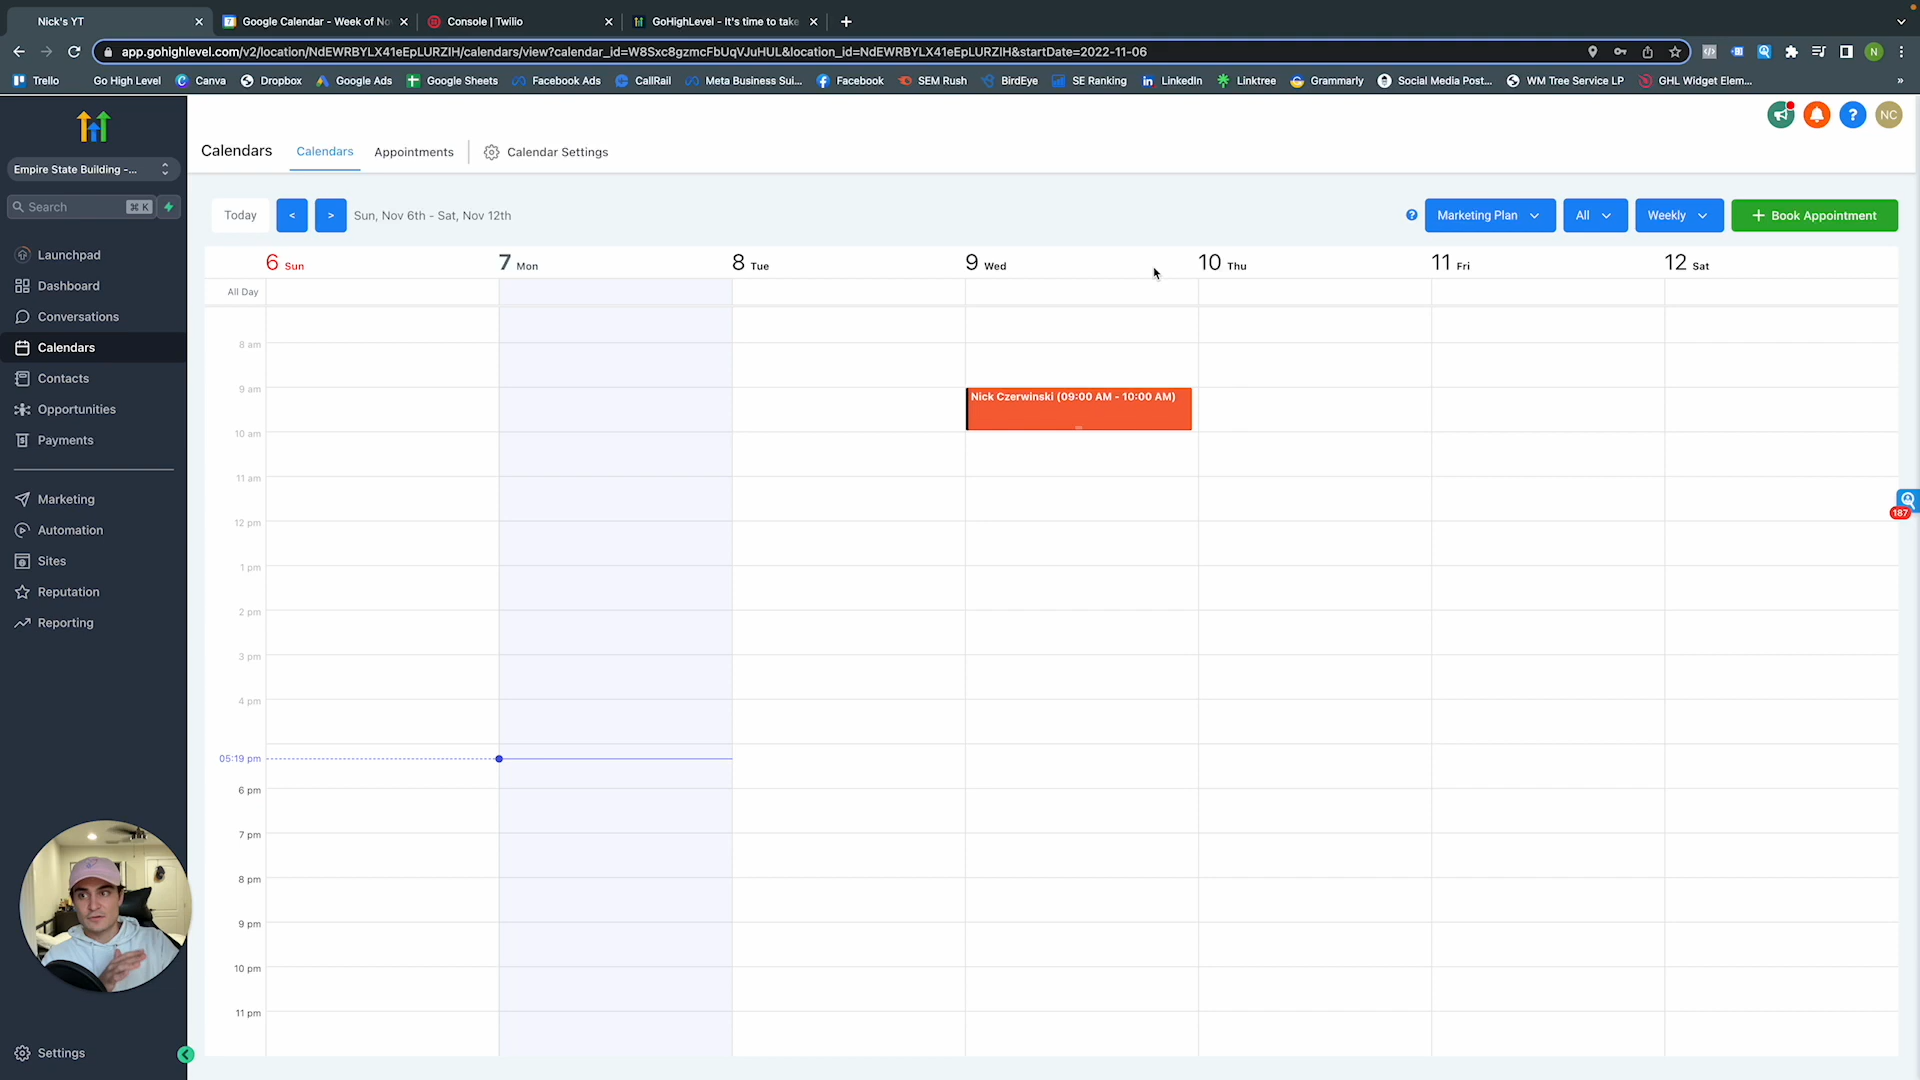 Nick's YT
Google Calendar - Week of No
Console | Twilio
GoHighLevel - It's time to take
app.gohighlevel.com/v2/location/NdEWRBYLX41eEpLURZIH/calendars/view?calendar_id=W8Sxc8gzmcFbUqVJuHUL&location_id=NdEWRBYLX41eEpLURZIH&startDate=2022-11-06
N
Trello
Go High Level
Canva
Dropbox
Google Ads
Google Sheets
Facebook Ads
CallRail
Meta Business Sui...
Facebook
SEM Rush
BirdEye
SE Ranking
LinkedIn
Linktree
Grammarly
Social Media Post...
WM Tree Service LP
GHL Widget Elem...
NC
Calendars
Calendars
Appointments
Calendar Settings
Empire State Building -...
Search
⌘ K
Today
<
>
Sun, Nov 6th - Sat, Nov 12th
Marketing Plan
All
Weekly
+ Book Appointment
6 Sun
7 Mon
8 Tue
9 Wed
10 Thu
11 Fri
12 Sat
All Day
8 am
9 am
10 am
11 am
12 pm
1 pm
2 pm
3 pm
4 pm
05:19 pm
6 pm
7 pm
8 pm
9 pm
10 pm
11 pm
Nick Czerwinski (09:00 AM - 10:00 AM)
187
Launchpad
Dashboard
Conversations
Calendars
Contacts
Opportunities
Payments
Marketing
Automation
Sites
Reputation
Reporting
Settings